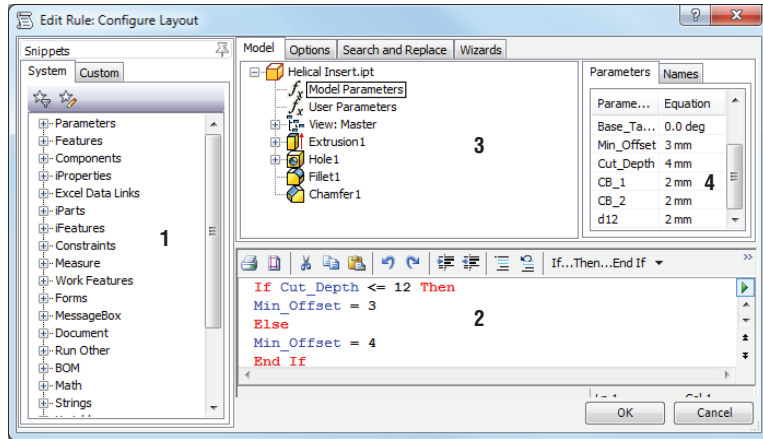 Edit Rule: Configure Layout
Snippets
System Custom
Parameters
Features
Components
iProperties
Excel Data Links
iParts
iFeatures
Constraints
Measure
Work Features
Forms
MessageBox
Document
Run Other
BOM
Math
Strings
1
Model Options Search and Replace Wizards
Helical Insert.ipt
fx Model Parameters
fx User Parameters
View: Master
Extrusion1
Hole1
Fillet1
Chamfer1
3
Parameters Names
Parame... Equation
Base_Ta... 0.0 deg
Min_Offset 3 mm
Cut_Depth 4 mm
CB_1 2 mm
CB_2 2 mm
d12 2 mm
4
If...Then...End If
If Cut_Depth <= 12 Then
Min_Offset = 3
Else
Min_Offset = 4
End If
2
OK Cancel